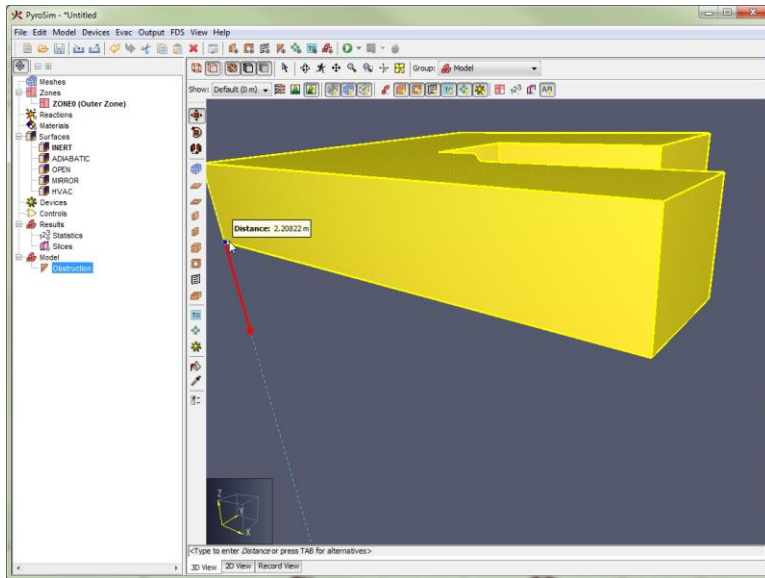 PyroSim - *Untitled
File Edit Model Devices Evac Output FDS View Help
Group: Model
Meshes
Zones
ZONE0 (Outer Zone)
Reactions
Materials
Surfaces
INERT
ADIABATIC
OPEN
MIRROR
HVAC
Devices
Controls
Results
Statistics
Slices
Model
Obstruction
Show: Default (0 m)
Distance: 2.20822 m
Z
Y
X
<Type to enter Distance or press TAB for alternatives>
3D View 2D View Record View